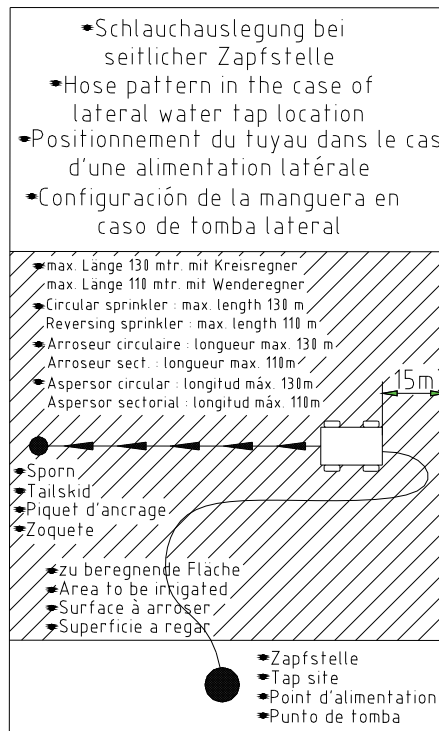 Schlauchauslegung bei
seitlicher Zapfstelle
Hose pattern in the case of
lateral water tap location
Positionnement du tuyau dans le cas
d'une alimentation latérale
Configuración de la manguera en
caso de tomba lateral
max. Länge 130 mtr. mit Kreisregner
max. Länge 110 mtr. mit Wenderegner
Circular sprinkler : max. length 130 m
Reversing sprinkler : max. length 110 m
Arroseur circulaire : longueur max. 130 m
Arroseur sect. : longueur max. 110m
Aspersor circular : longitud máx. 130m
Aspersor sectorial : longitud máx. 110m
15m
Sporn
Tailskid
Piquet d'ancrage
Zoquete
zu beregnende Fläche
Area to be irrigated
Surface à arroser
Superficie a regar
Zapfstelle
Tap site
Point d'alimentation
Punto de tomba